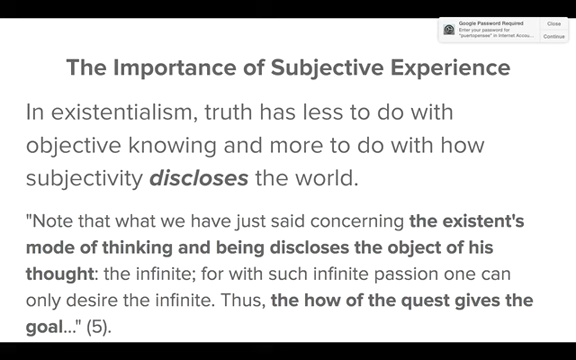 Google Password Required
Enter your password for
in Internet Accou...
Close
Continue
The Importance of Subjective Experience
In existentialism, truth has less to do with
objective knowing and more to do with how
subjectivity discloses the world.
"Note that what we have just said concerning the existent's
mode of thinking and being discloses the object of his
thought: the infinite; for with such infinite passion one can
only desire the infinite. Thus, the how of the quest gives the
goal..." (5).